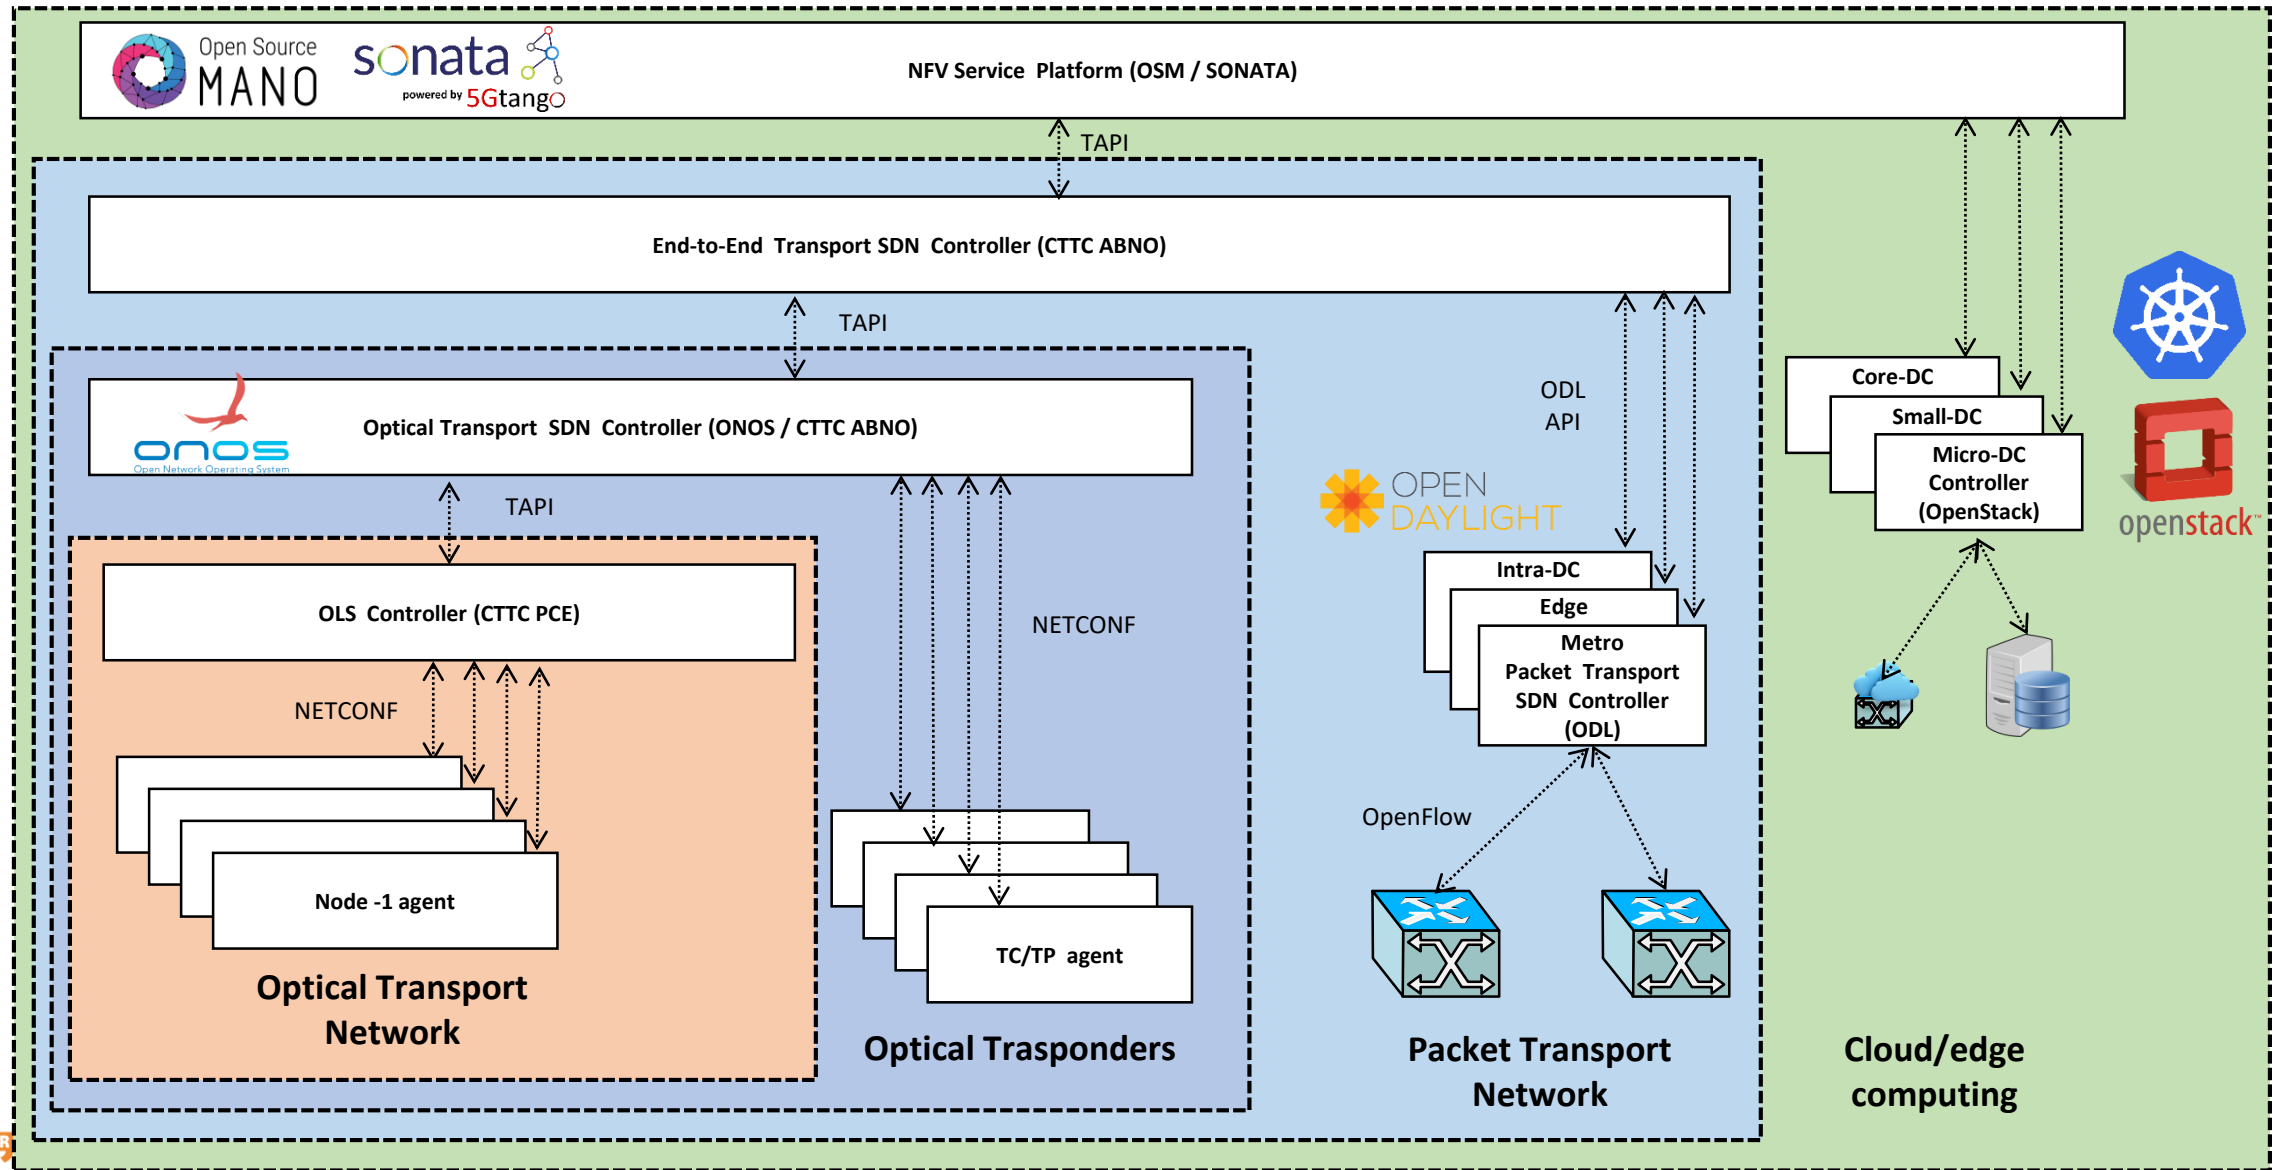 Open Source
MANO
sonata
powered by 5Gtango
NFV Service Platform (OSM / SONATA)
TAPI
End-to-End Transport SDN Controller (CTTC ABNO)
TAPI
onos
Open Network Operating System
Optical Transport SDN Controller (ONOS / CTTC ABNO)
TAPI
OLS Controller (CTTC PCE)
NETCONF
Node -1 agent
Optical Transport
Network
NETCONF
TC/TP agent
Optical Trasponders
ODL
API
OPEN
DAYLIGHT
Intra-DC
Edge
Metro
Packet Transport
SDN Controller
(ODL)
OpenFlow
Packet Transport
Network
Core-DC
Small-DC
Micro-DC
Controller
(OpenStack)
openstack™
Cloud/edge
computing